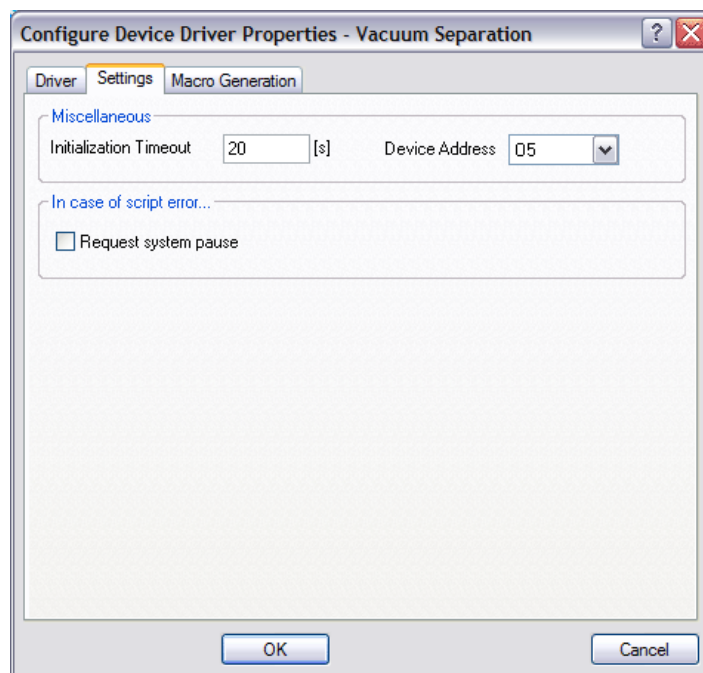 Configure Device Driver Properties - Vacuum Separation
Driver Settings Macro Generation
Miscellaneous
Initialization Timeout 20 [s] Device Address 05
In case of script error...
Request system pause
OK Cancel